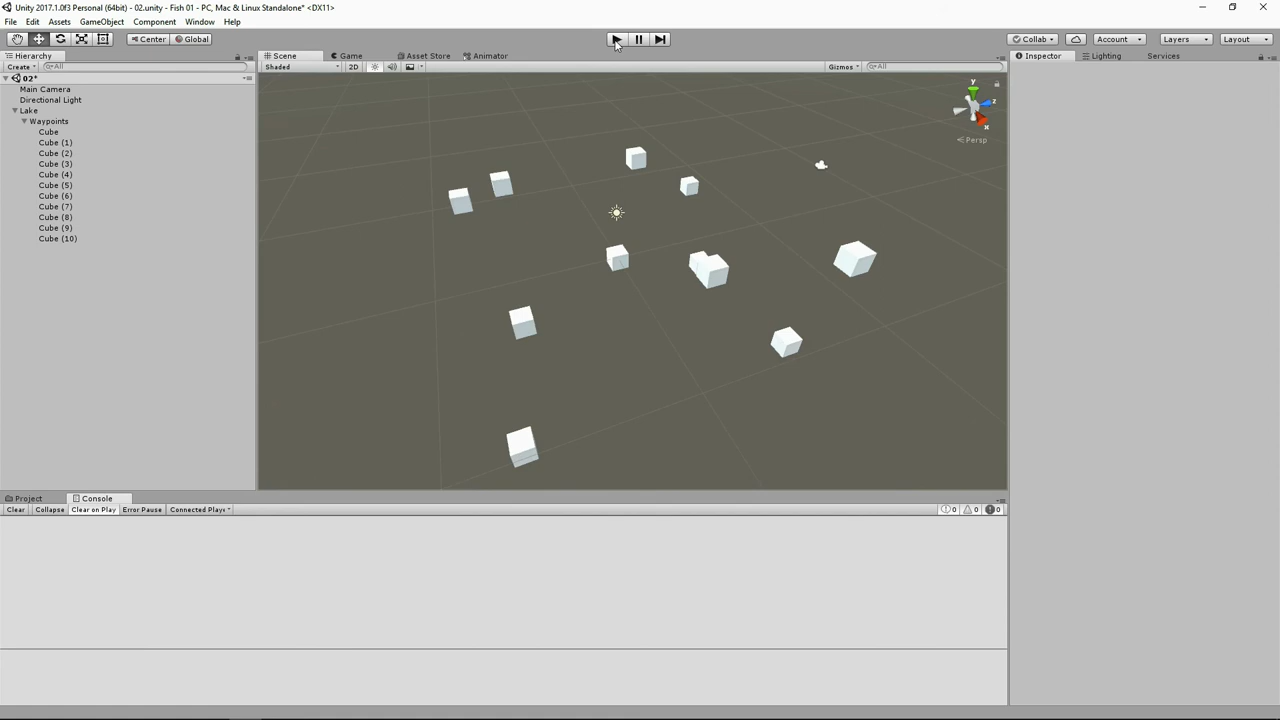 Unity 2017.1.0f3 Personal (64bit) - 02.unity - Fish 01 - PC, Mac & Linux Standalone* <DX11>
File Edit Assets GameObject Component Window Help
Center Global Collab Account Layers Layout
Hierarchy Scene Game Asset Store Animator Inspector Lighting Services
Create All Shaded 2D Gizmos All
02*
Main Camera
Directional Light
Lake
Waypoints
Cube
Cube (1)
Cube (2)
Cube (3)
Cube (4)
Cube (5)
Cube (6)
Cube (7)
Cube (8)
Cube (9)
Cube (10)
y
z
x
Persp
Project Console
Clear Collapse Clear on Play Error Pause Connected Playe 0 0 0